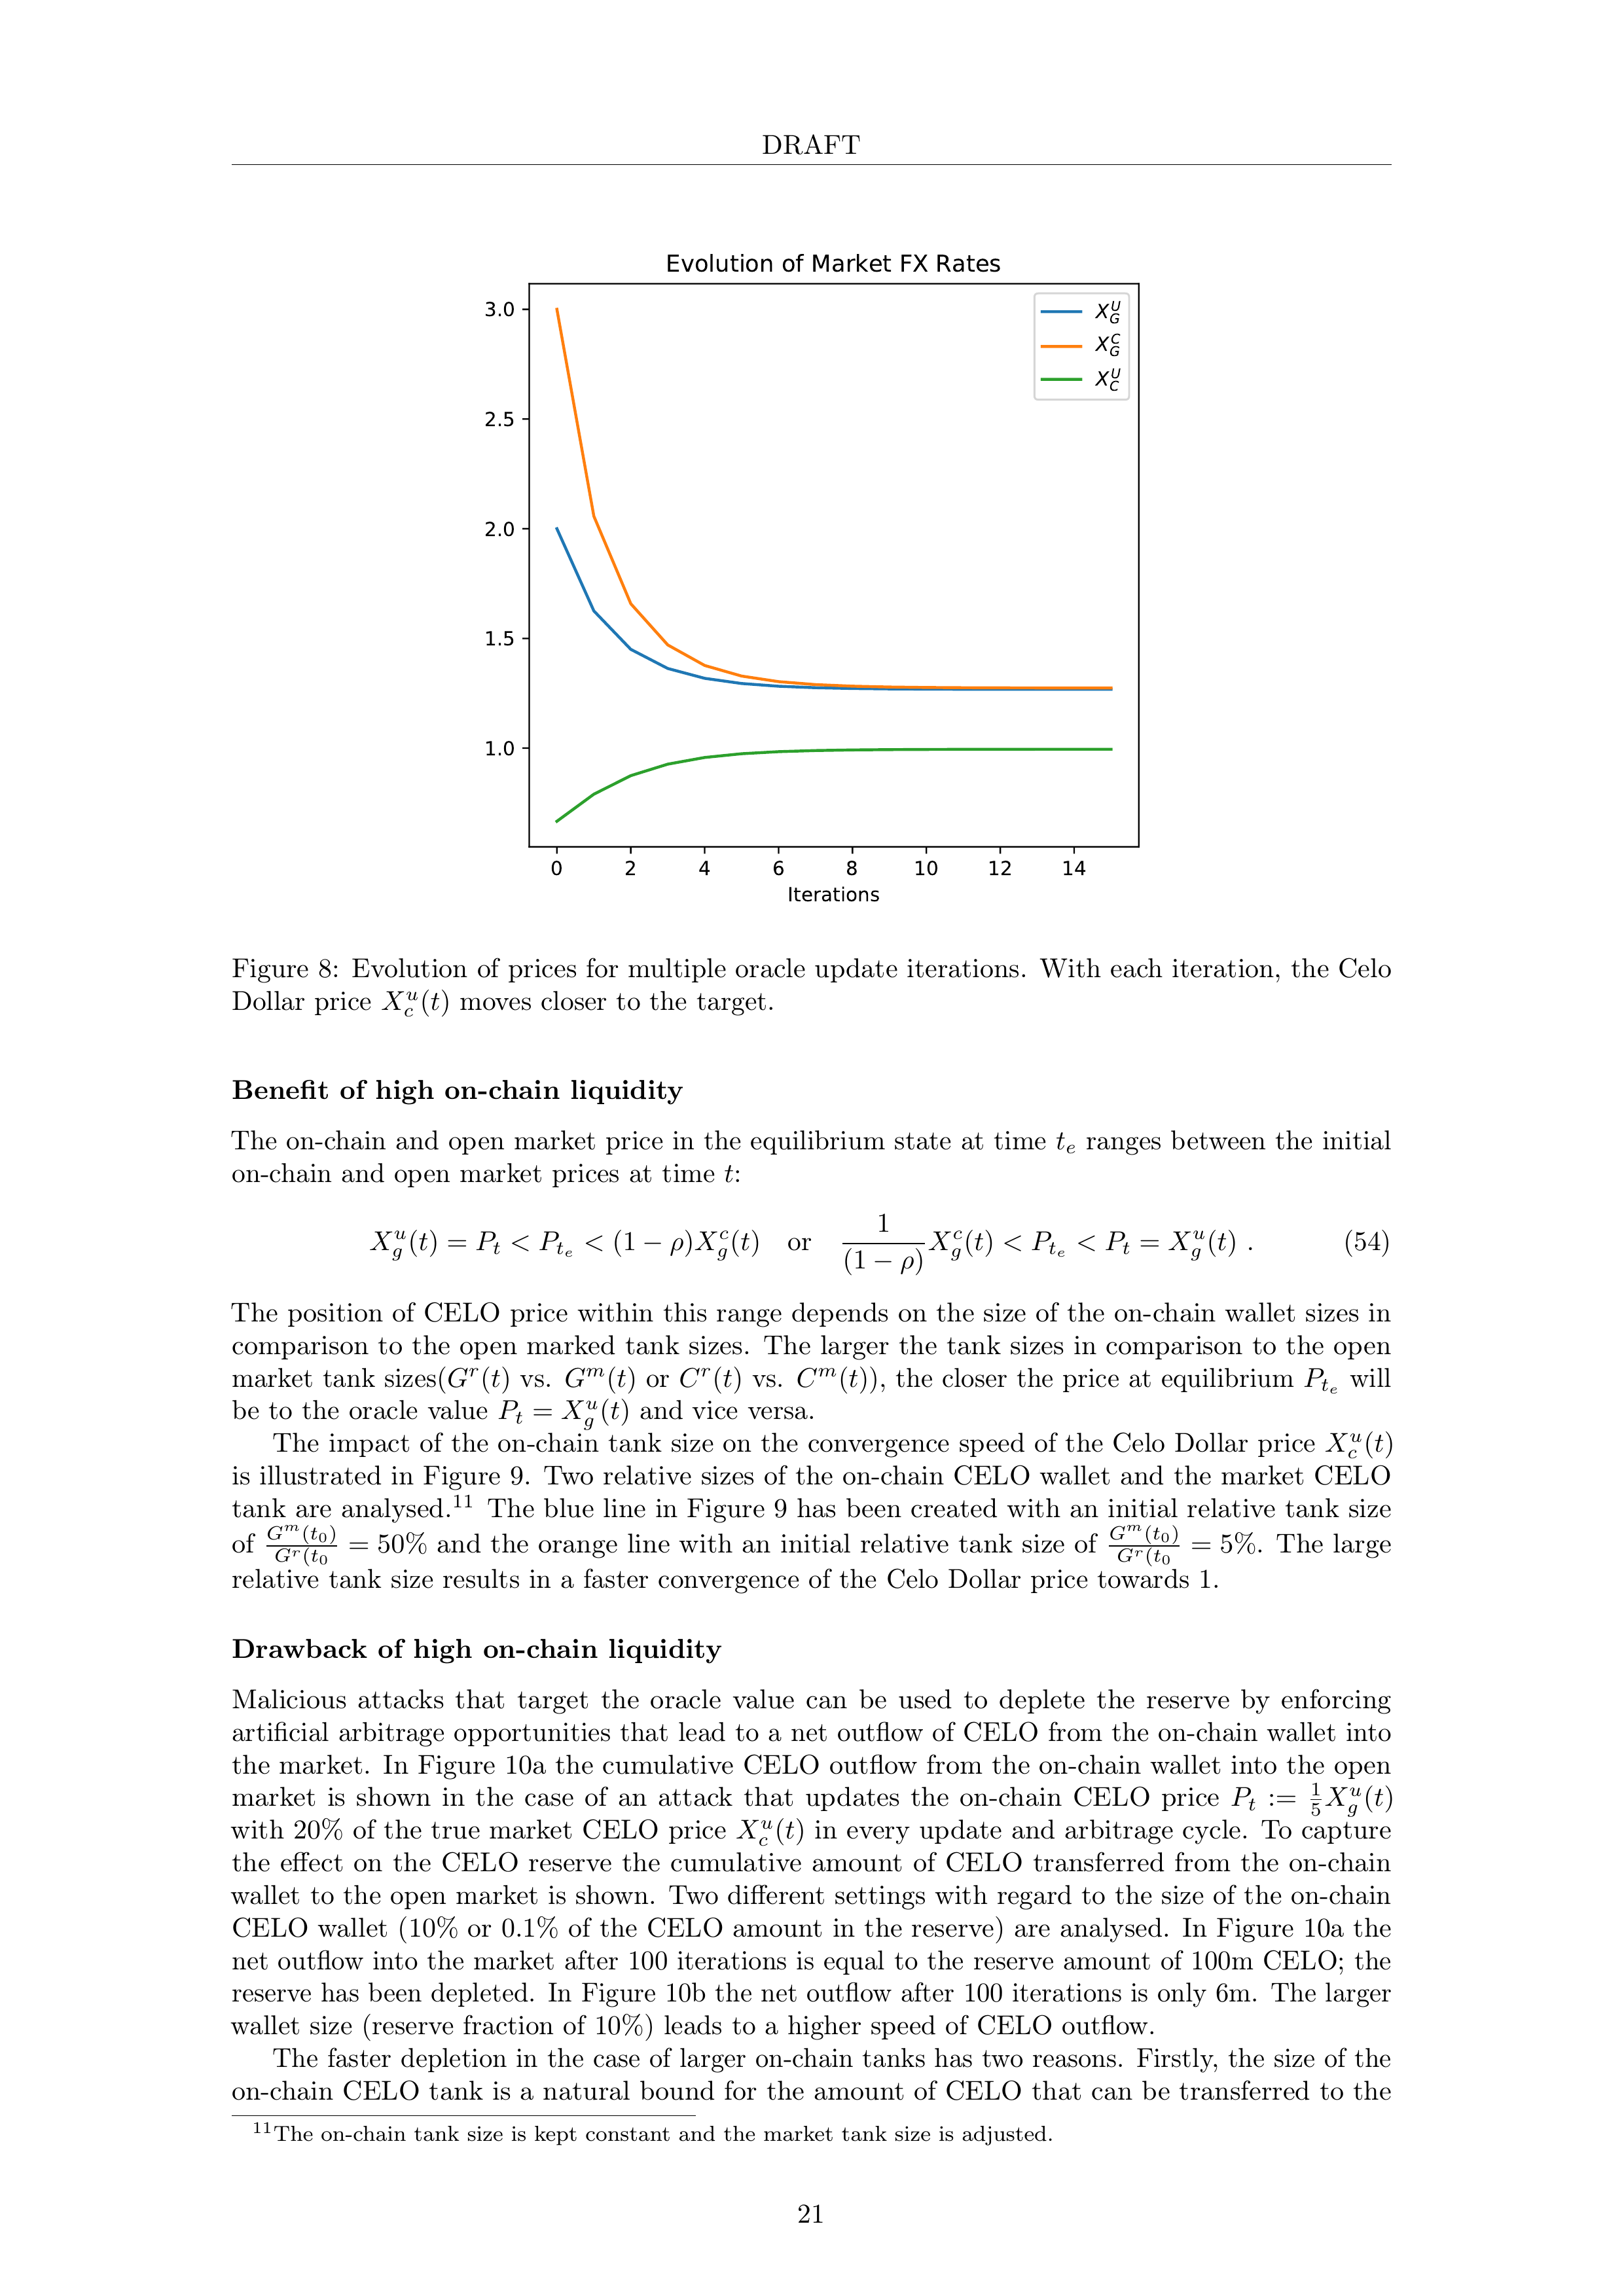 DRAFT
Evolution of Market FX Rates
3.0
2.5
2.0
1.5
1.0
X_G^U
X_G^C
X_C^U
0 2 4 6 8 10 12 14
Iterations
Figure 8: Evolution of prices for multiple oracle update iterations. With each iteration, the Celo
Dollar price X_c^u(t) moves closer to the target.
Benefit of high on-chain liquidity
The on-chain and open market price in the equilibrium state at time t_e ranges between the initial
on-chain and open market prices at time t:
X_g^u(t) = P_t < P_{t_e} < (1 − ρ)X_g^c(t) or \frac{1}{(1 − ρ)} X_g^c(t) < P_{t_e} < P_t = X_g^u(t) . (54)
The position of CELO price within this range depends on the size of the on-chain wallet sizes in
comparison to the open marked tank sizes. The larger the tank sizes in comparison to the open
market tank sizes(G^r(t) vs. G^m(t) or C^r(t) vs. C^m(t)), the closer the price at equilibrium P_{t_e} will
be to the oracle value P_t = X_g^u(t) and vice versa.
The impact of the on-chain tank size on the convergence speed of the Celo Dollar price X_c^u(t)
is illustrated in Figure 9. Two relative sizes of the on-chain CELO wallet and the market CELO
tank are analysed.^11 The blue line in Figure 9 has been created with an initial relative tank size
of \frac{G^m(t_0)}{G^r(t_0} = 50% and the orange line with an initial relative tank size of \frac{G^m(t_0)}{G^r(t_0} = 5%. The large
relative tank size results in a faster convergence of the Celo Dollar price towards 1.
Drawback of high on-chain liquidity
Malicious attacks that target the oracle value can be used to deplete the reserve by enforcing
artificial arbitrage opportunities that lead to a net outflow of CELO from the on-chain wallet into
the market. In Figure 10a the cumulative CELO outflow from the on-chain wallet into the open
market is shown in the case of an attack that updates the on-chain CELO price P_t := \frac{1}{5}X_g^u(t)
with 20% of the true market CELO price X_c^u(t) in every update and arbitrage cycle. To capture
the effect on the CELO reserve the cumulative amount of CELO transferred from the on-chain
wallet to the open market is shown. Two different settings with regard to the size of the on-chain
CELO wallet (10% or 0.1% of the CELO amount in the reserve) are analysed. In Figure 10a the
net outflow into the market after 100 iterations is equal to the reserve amount of 100m CELO; the
reserve has been depleted. In Figure 10b the net outflow after 100 iterations is only 6m. The larger
wallet size (reserve fraction of 10%) leads to a higher speed of CELO outflow.
The faster depletion in the case of larger on-chain tanks has two reasons. Firstly, the size of the
on-chain CELO tank is a natural bound for the amount of CELO that can be transferred to the
^11The on-chain tank size is kept constant and the market tank size is adjusted.
21